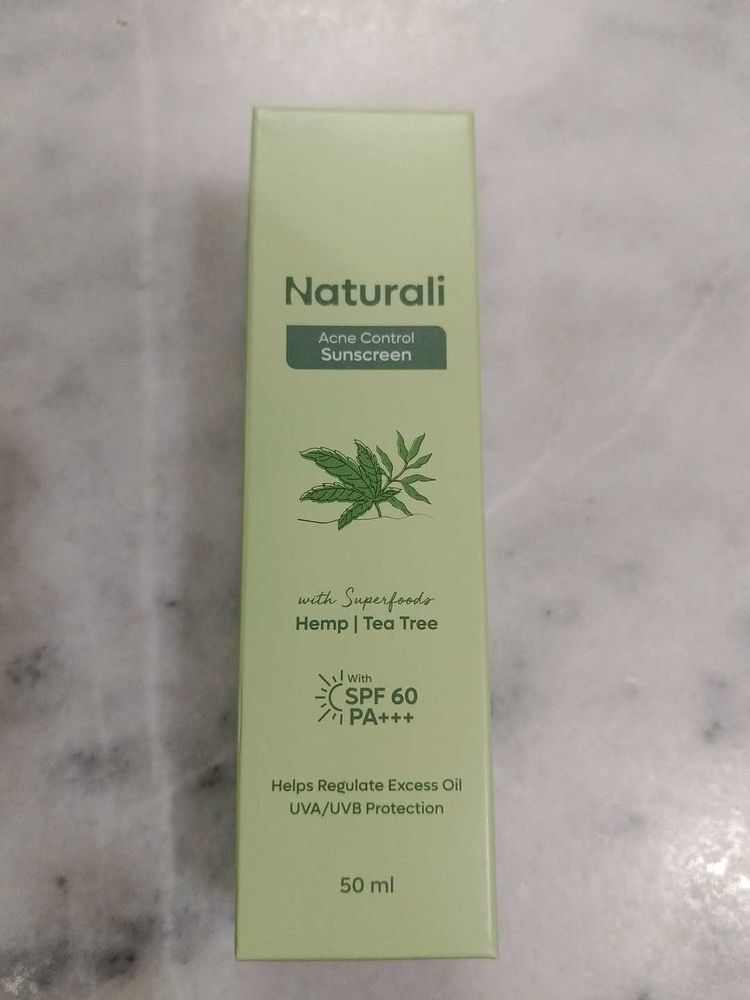 Naturali
Acne Control
Sunscreen
with Superfoods
Hemp | Tea Tree
With
SPF 60
PA+++
Helps Regulate Excess Oil
UVA/UVB Protection
50 ml